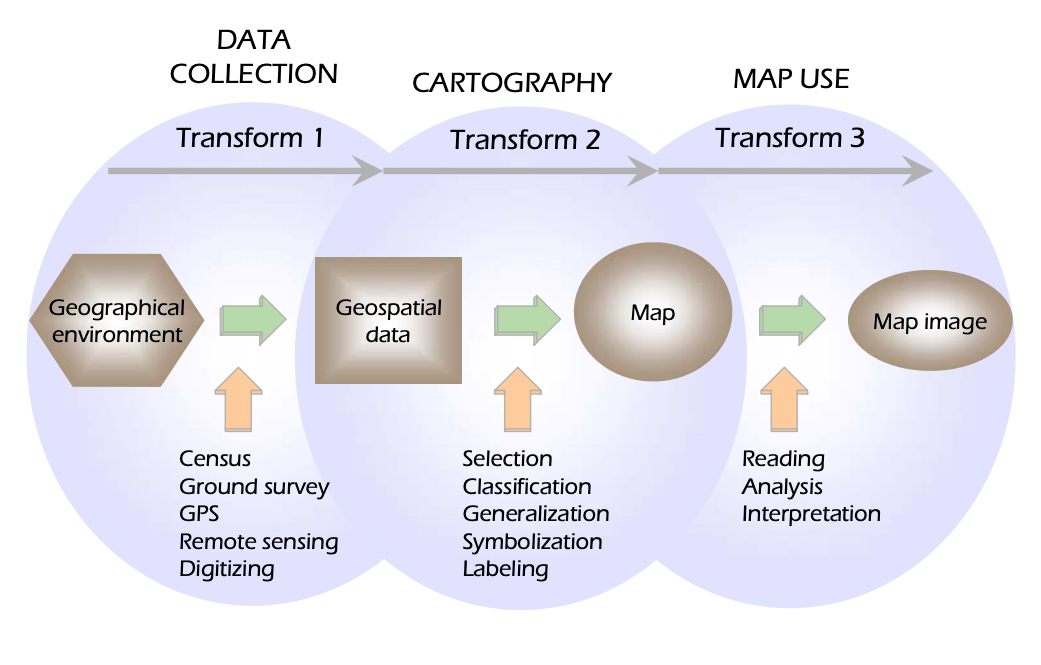 DATA
COLLECTION
CARTOGRAPHY
MAP USE
Transform 1
Transform 2
Transform 3
Geographical
environment
Geospatial
data
Map
Map image
Census
Ground survey
GPS
Remote sensing
Digitizing
Selection
Classification
Generalization
Symbolization
Labeling
Reading
Analysis
Interpretation